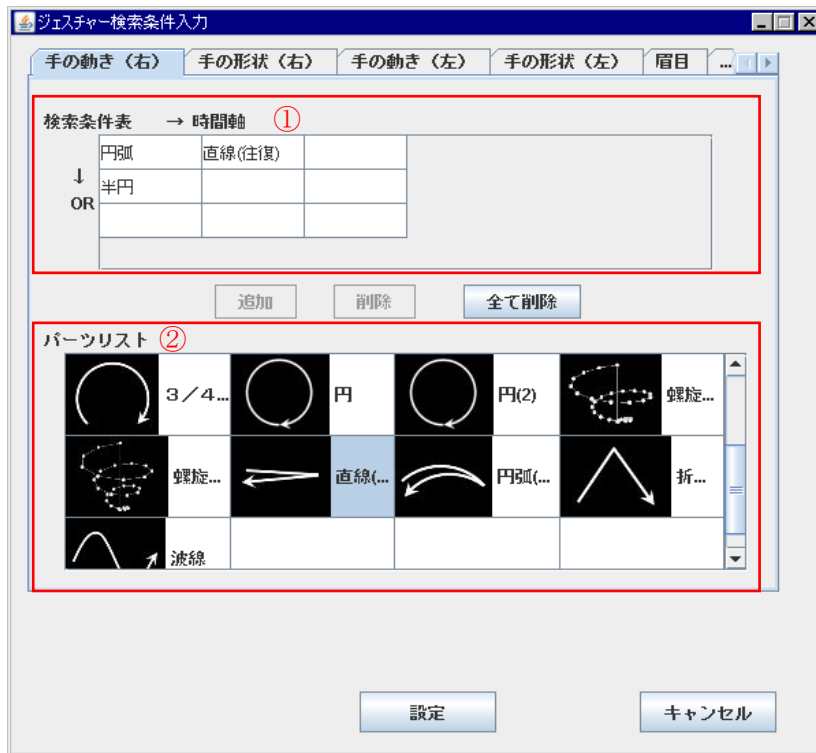 ジェスチャー検索条件入力
手の動き（右） 手の形状（右） 手の動き（左） 手の形状（左） 眉目 ...
検索条件表 → 時間軸 ①
円弧 直線(往復)
↓ 半円
OR
追加 削除 全て削除
パーツリスト ②
３／４... 円 円(2) 螺旋...
螺旋... 直線(... 円弧(... 折...
波線
設定 キャンセル